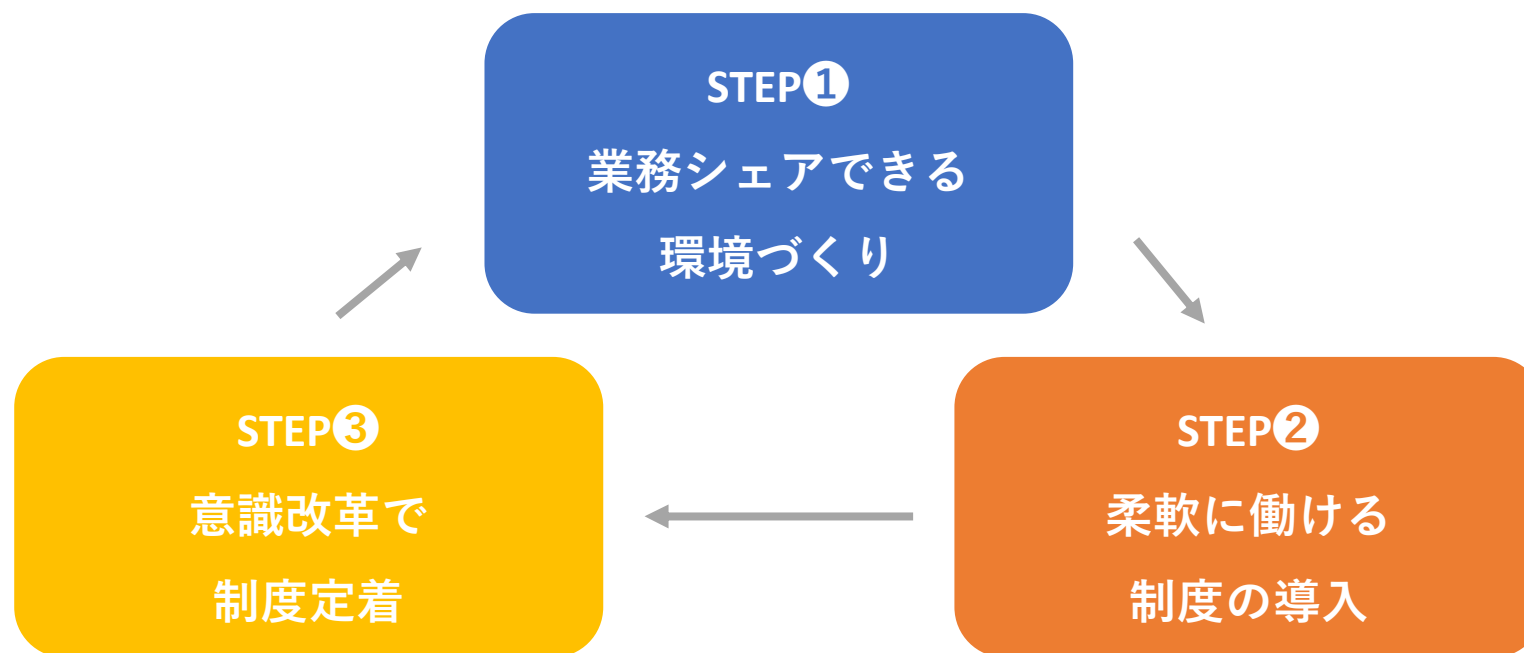 STEP❶
業務シェアできる
環境づくり
STEP❷
柔軟に働ける
制度の導入
STEP❸
意識改革で
制度定着